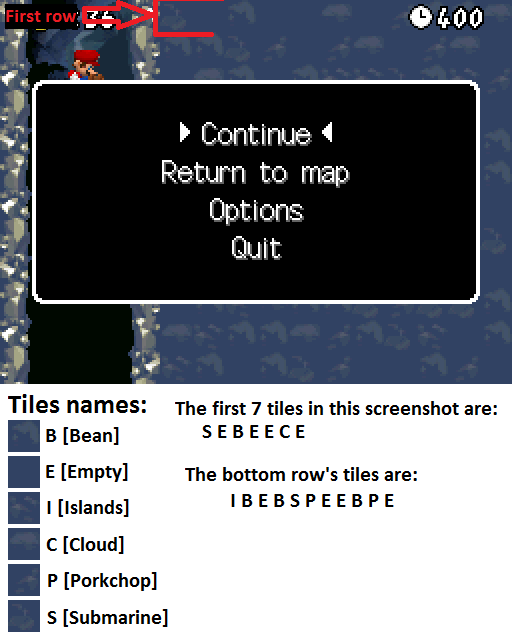 First row
36
400
Continue
Return to map
Options
Quit
Tiles names:
B [Bean]
E [Empty]
I [Islands]
C [Cloud]
P [Porkchop]
S [Submarine]
The first 7 tiles in this screenshot are:
S E B E E C E
The bottom row's tiles are:
I B E B S P E E B P E